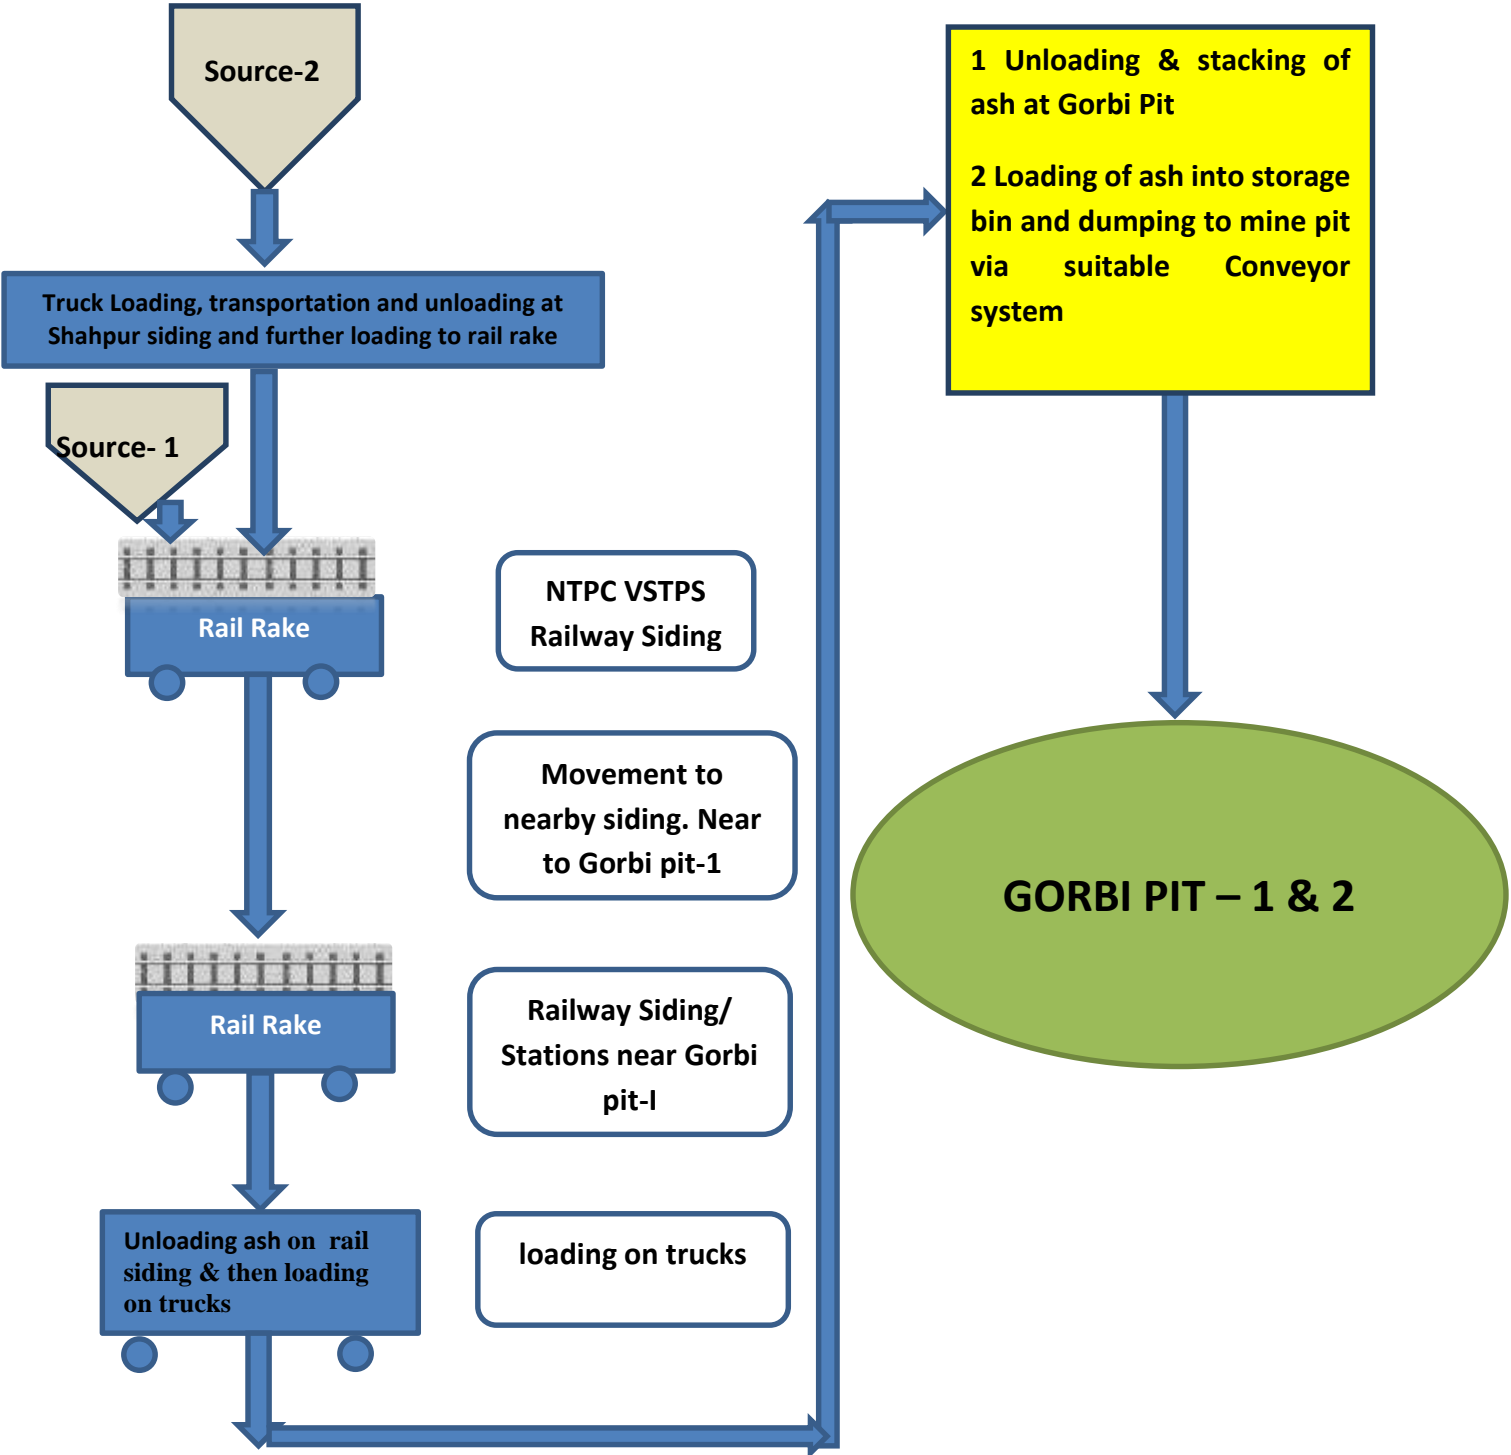 Source-2
Truck Loading, transportation and unloading at
Shahpur siding and further loading to rail rake
Source- 1
Rail Rake
NTPC VSTPS
Railway Siding
Movement to
nearby siding. Near
to Gorbi pit-1
Rail Rake
Railway Siding/
Stations near Gorbi
pit-I
Unloading ash on rail
siding & then loading
on trucks
loading on trucks
1 Unloading & stacking of
ash at Gorbi Pit
2 Loading of ash into storage
bin and dumping to mine pit
via suitable Conveyor
system
GORBI PIT – 1 & 2